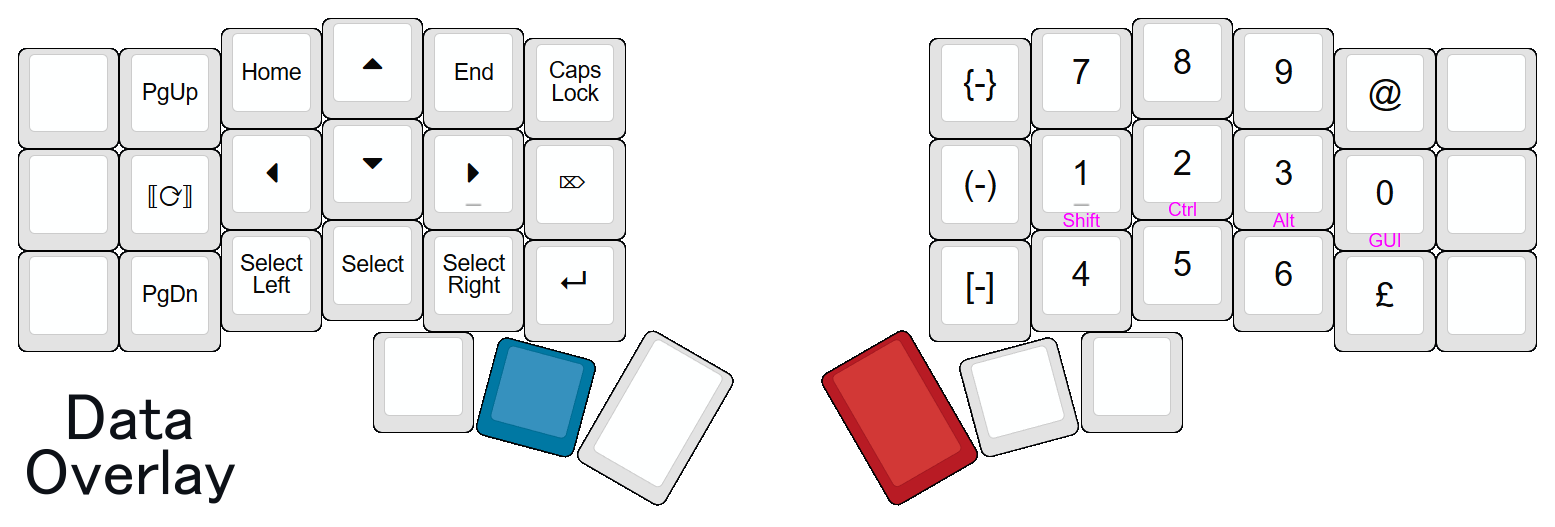 PgUp
Home
▲
End
Caps
Lock
⟦⟳⟧
◀
▼
▶
_
⌦
PgDn
Select
Left
Select
Select
Right
↵
{-}
7
8
9
@
(-)
1
_
Shift
2
Ctrl
3
Alt
0
GUI
[-]
4
5
6
£
Data
Overlay